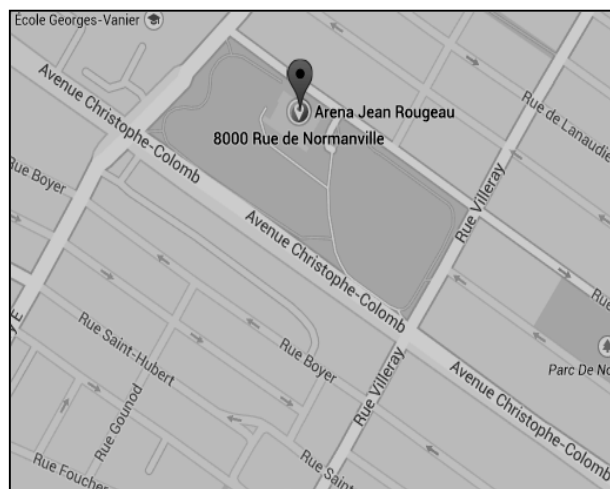 École Georges-Vanier
Avenue Christophe-Colomb
Arena Jean Rougeau
8000 Rue de Normanville
Rue de Lanaudiè
Rue Boyer
Avenue Christophe-Colomb
Rue Villeray
Rue
y E
Rue Saint-Hubert
Rue Boyer
Parc De No
Rue Villeray
Avenue Christophe-Colomb
Rue Gounod
Rue Foucher
Rue Saint